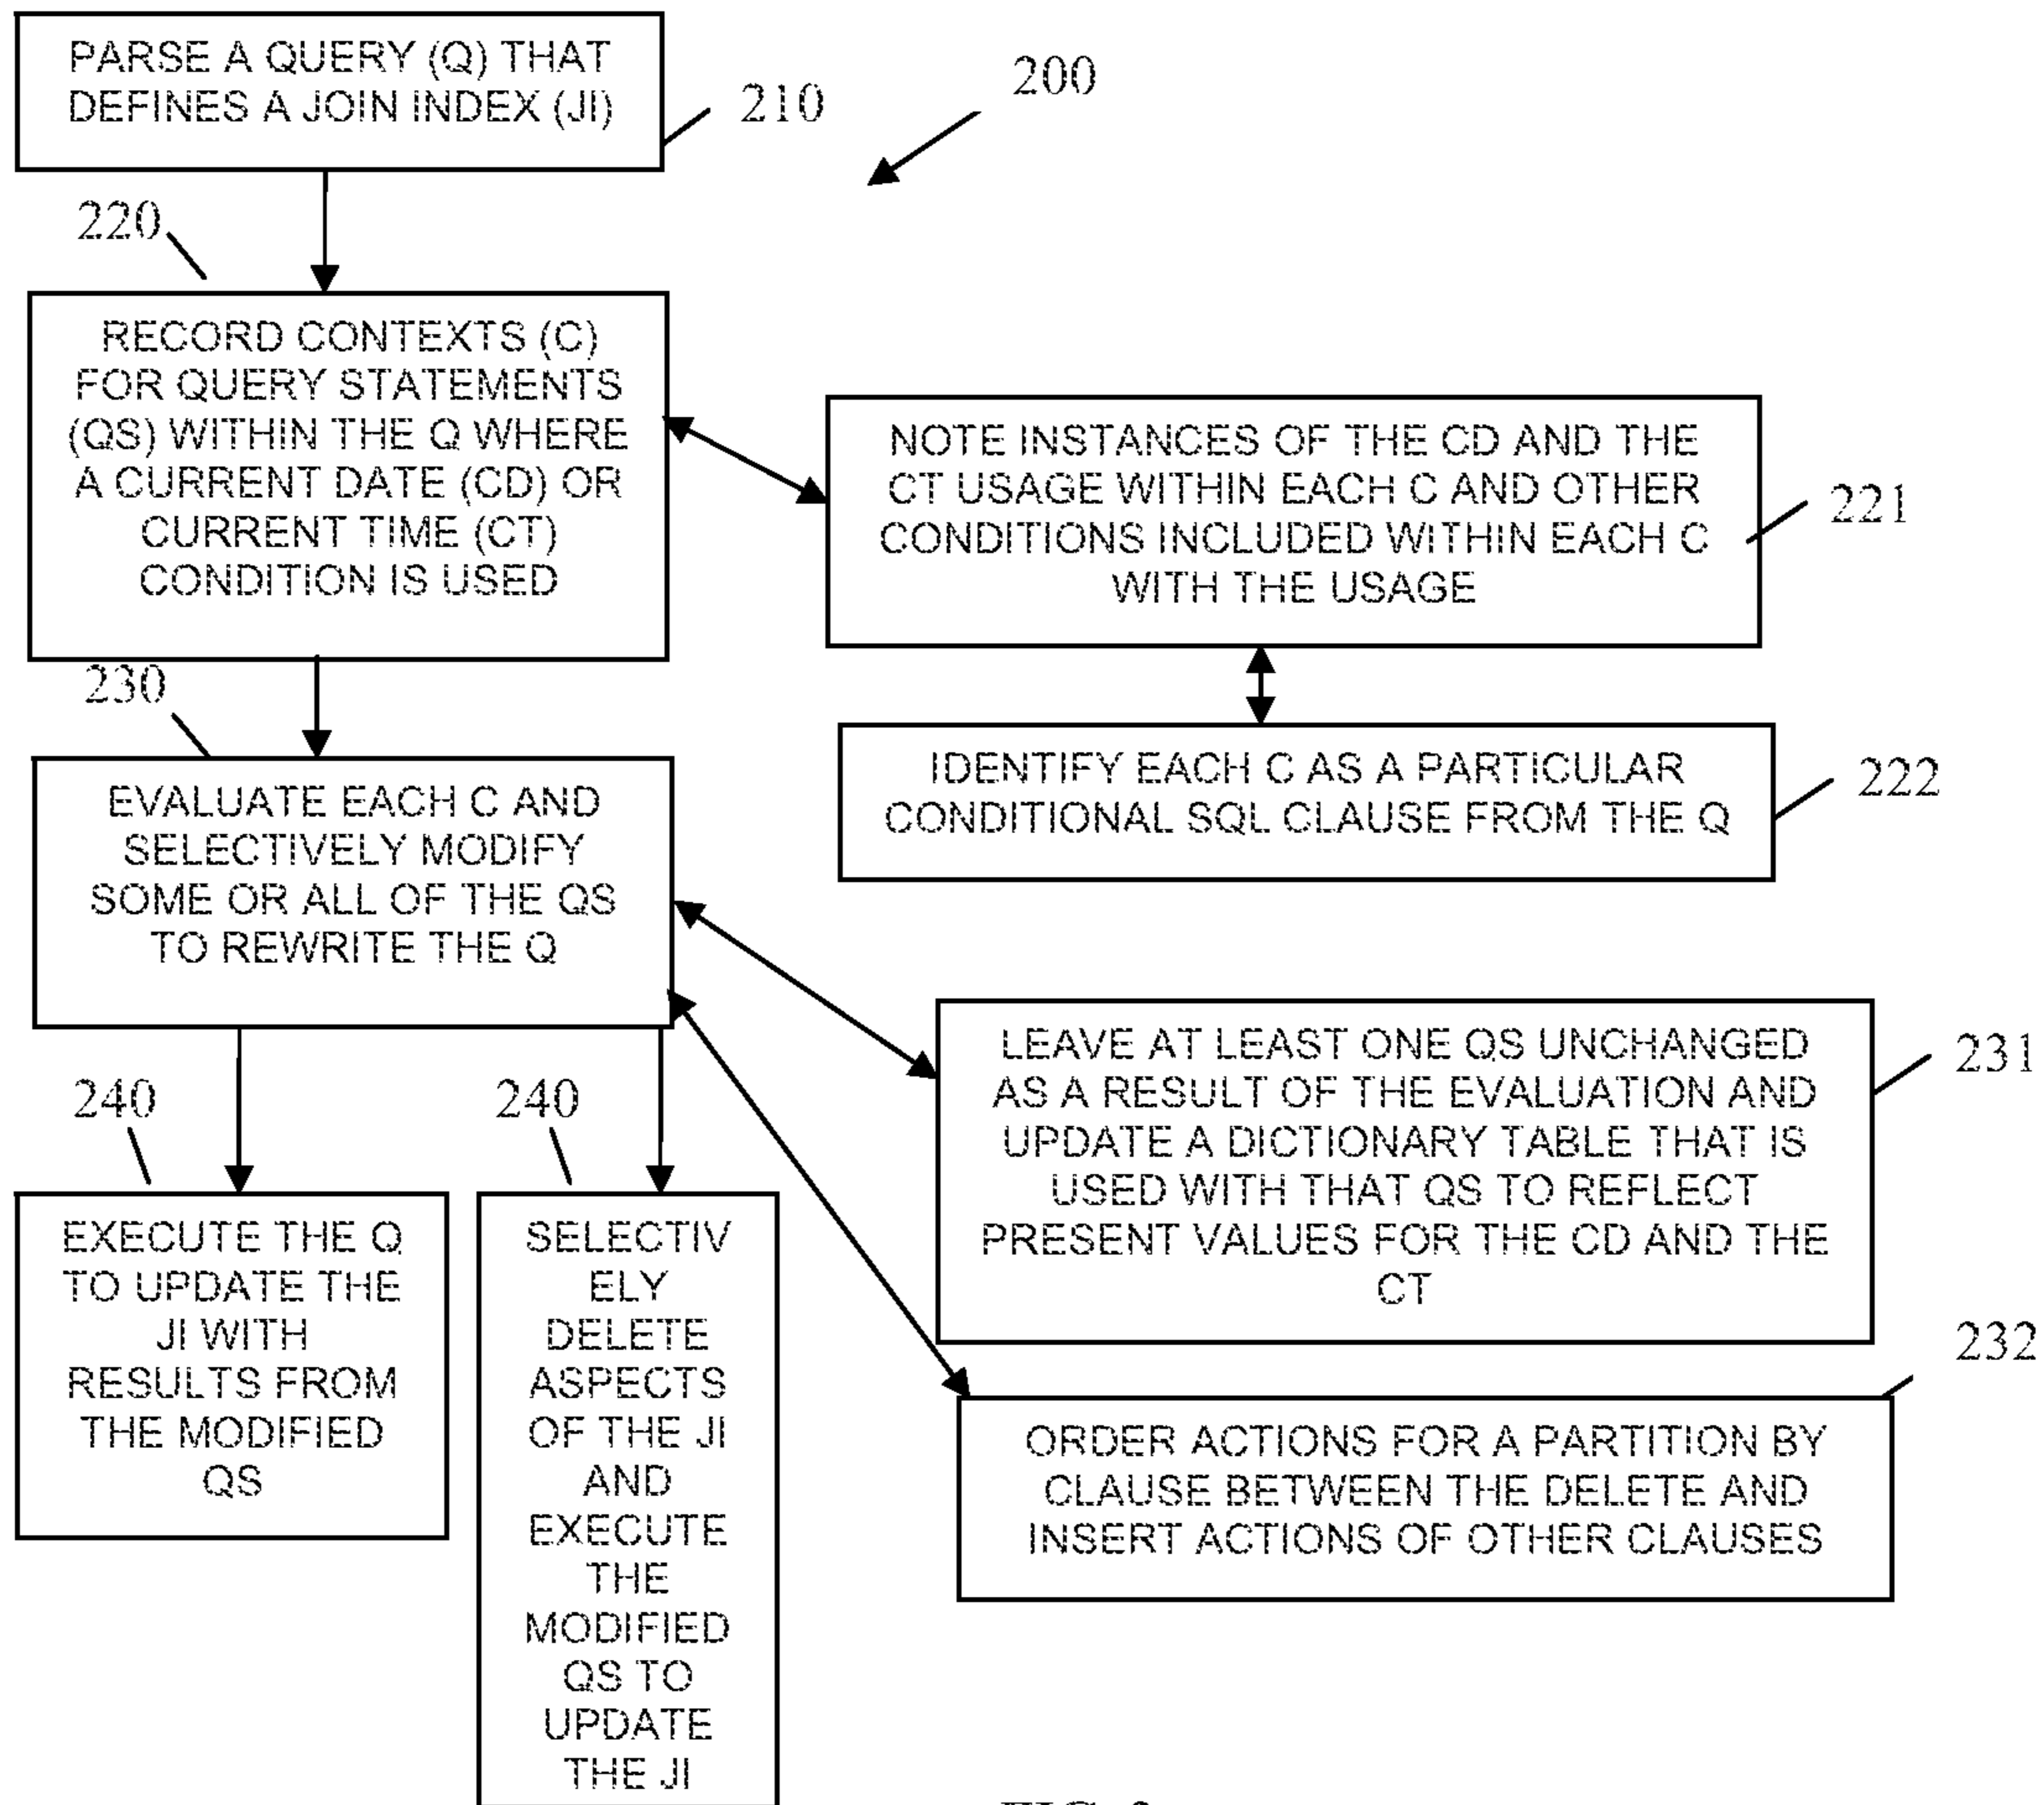 PARSE A QUERY (Q) THAT
DEFINES A JOIN INDEX (JI)
210
200
220
RECORD CONTEXTS (C)
FOR QUERY STATEMENTS
(QS) WITHIN THE Q WHERE
A CURRENT DATE (CD) OR
CURRENT TIME (CT)
CONDITION IS USED
NOTE INSTANCES OF THE CD AND THE
CT USAGE WITHIN EACH C AND OTHER
CONDITIONS INCLUDED WITHIN EACH C
WITH THE USAGE
221
230
IDENTIFY EACH C AS A PARTICULAR
CONDITIONAL SQL CLAUSE FROM THE Q
222
EVALUATE EACH C AND
SELECTIVELY MODIFY
SOME OR ALL OF THE QS
TO REWRITE THE Q
LEAVE AT LEAST ONE QS UNCHANGED
AS A RESULT OF THE EVALUATION AND
UPDATE A DICTIONARY TABLE THAT IS
USED WITH THAT QS TO REFLECT
PRESENT VALUES FOR THE CD AND THE
CT
231
240
240
EXECUTE THE Q
TO UPDATE THE
JI WITH
RESULTS FROM
THE MODIFIED
QS
SELECTIV
ELY
DELETE
ASPECTS
OF THE JI
AND
EXECUTE
THE
MODIFIED
QS TO
UPDATE
THE JI
232
ORDER ACTIONS FOR A PARTITION BY
CLAUSE BETWEEN THE DELETE AND
INSERT ACTIONS OF OTHER CLAUSES